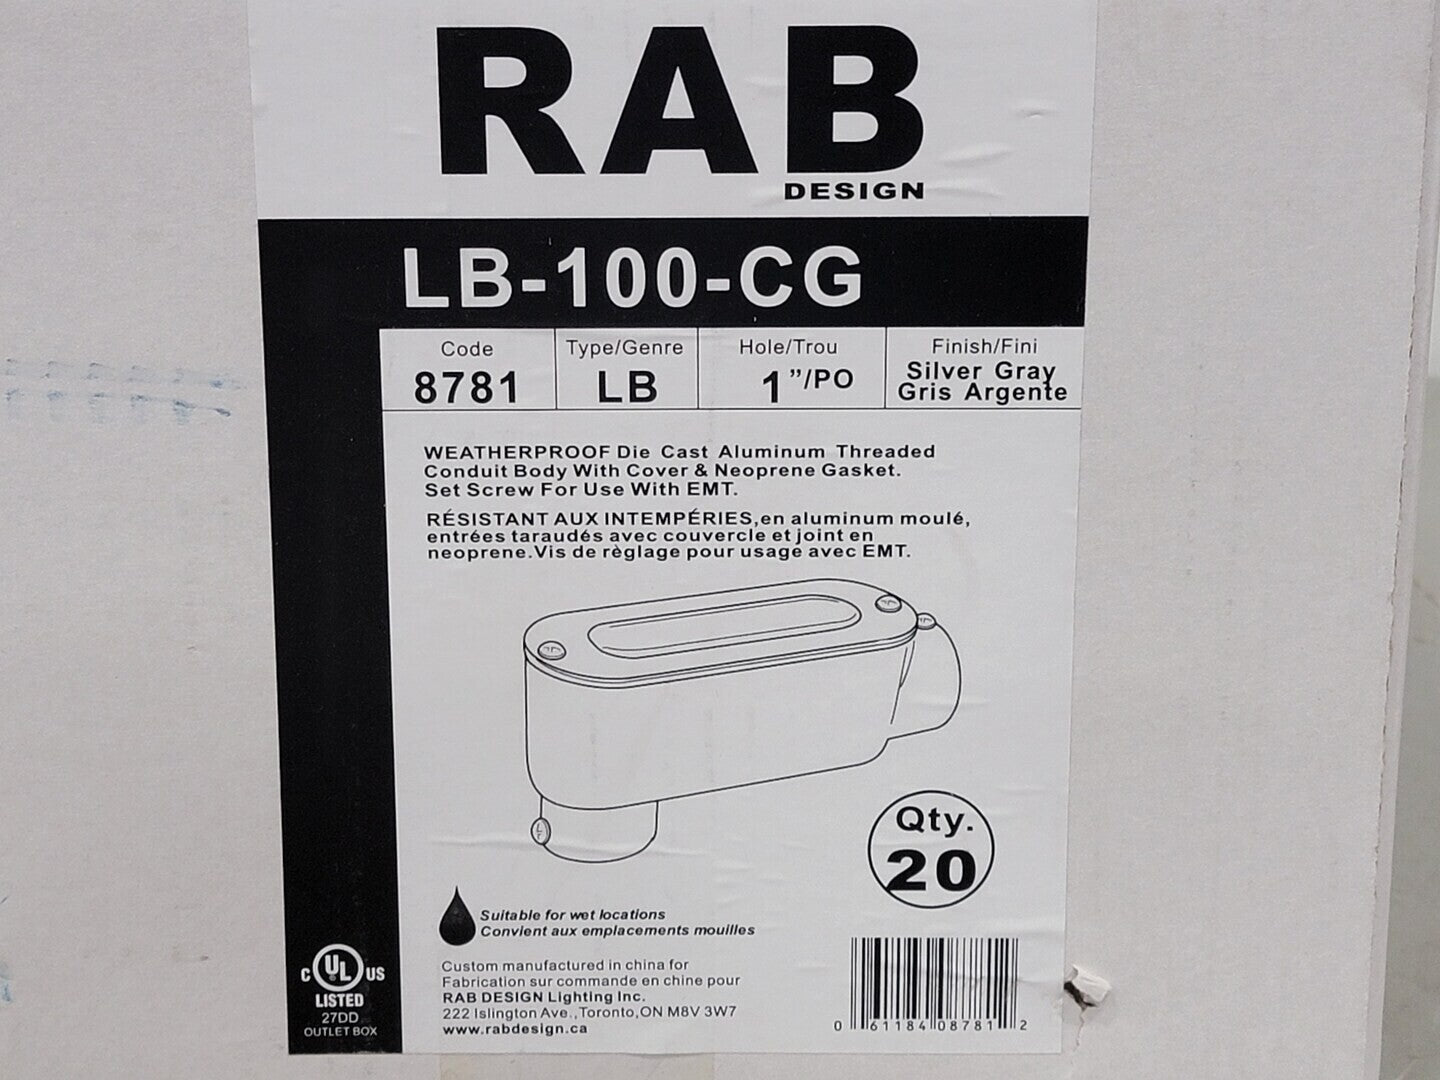 RAB
DESIGN
LB-100-CG
Code
8781
Type/Genre
LB
Hole/Trou
1"/PO
Finish/Fini
Silver Gray
Gris Argente
WEATHERPROOF Die Cast Aluminum Threaded
Conduit Body With Cover & Neoprene Gasket.
Set Screw For Use With EMT.
RÉSISTANT AUX INTEMPÉRIES,en aluminum moulé,
entrées taraudés avec couvercle et joint en
neoprene.Vis de règlage pour usage avec EMT.
Qty.
20
Suitable for wet locations
Convient aux emplacements mouilles
Custom manufactured in china for
Fabrication sur commande en chine pour
RAB DESIGN Lighting Inc.
222 Islington Ave.,Toronto,ON M8V 3W7
www.rabdesign.ca
C UL US
LISTED
27DD
OUTLET BOX
0 61184 08781 2